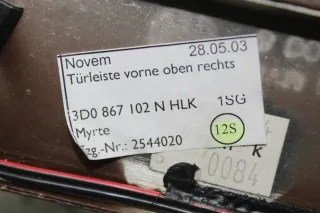 Novem 28.05.03
Türleiste vorne oben rechts
3D0 867 102 N HLK 1SG
Myrte 12S
zg.-Nr.: 2544020
0084